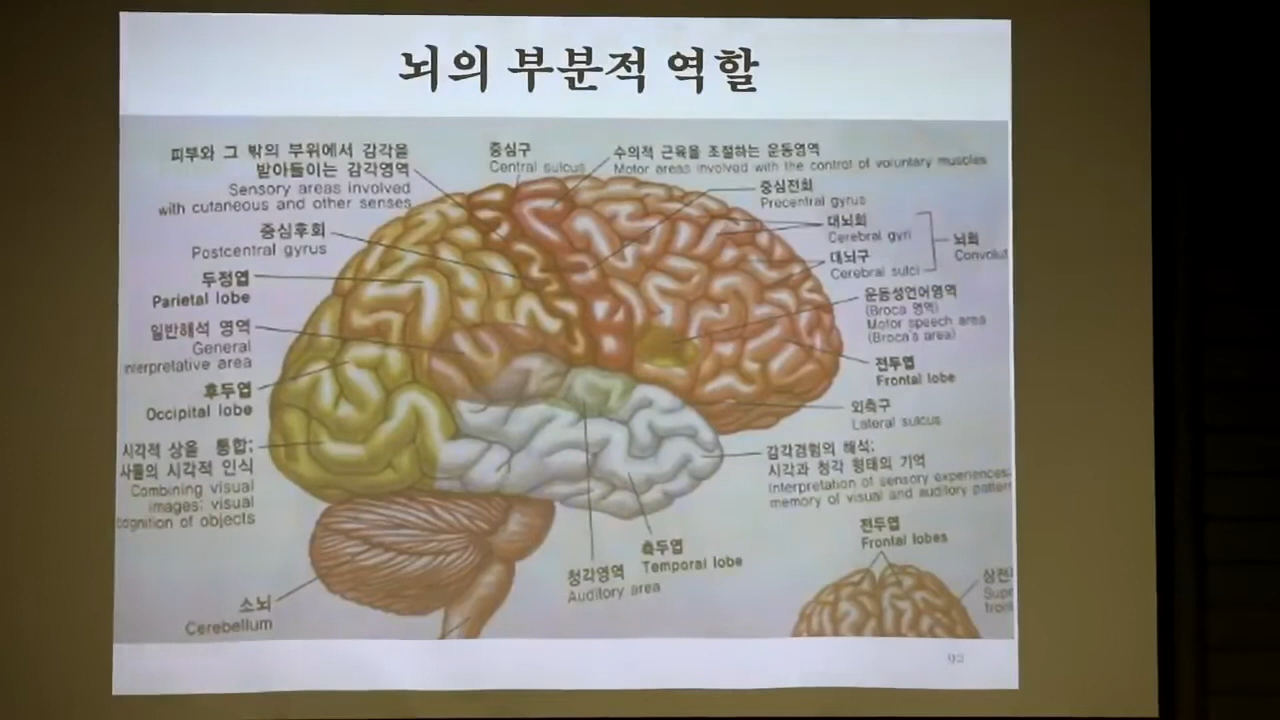 뇌의 부분적 역할
피부와 그 밖의 부위에서 감각을
받아들이는 감각영역
Sensory areas involved
with cutaneous and other senses
중심구
Central sulcus
수의적 근육을 조절하는 운동영역
Motor areas involved with the control of voluntary muscles
중심전회
Precentral gyrus
중심후회
Postcentral gyrus
대뇌회
Cerebral gyri
대뇌구
Cerebral sulci
뇌회
두정엽
Parietal lobe
운동성언어영역
(Broca 영역)
Motor speech area
(Broca's area)
일반해석 영역
General
interpretative area
전두엽
Frontal lobe
후두엽
Occipital lobe
외측구
Lateral sulcus
시각적 상을 통합;
사물의 시각적 인식
Combining visual
images; visual
cognition of objects
감각경험의 해석;
시각과 청각 형태의 기억
Interpretation of sensory experiences;
memory of visual and auditory pattern
전두엽
Frontal lobes
측두엽
Temporal lobe
청각영역
Auditory area
소뇌
Cerebellum